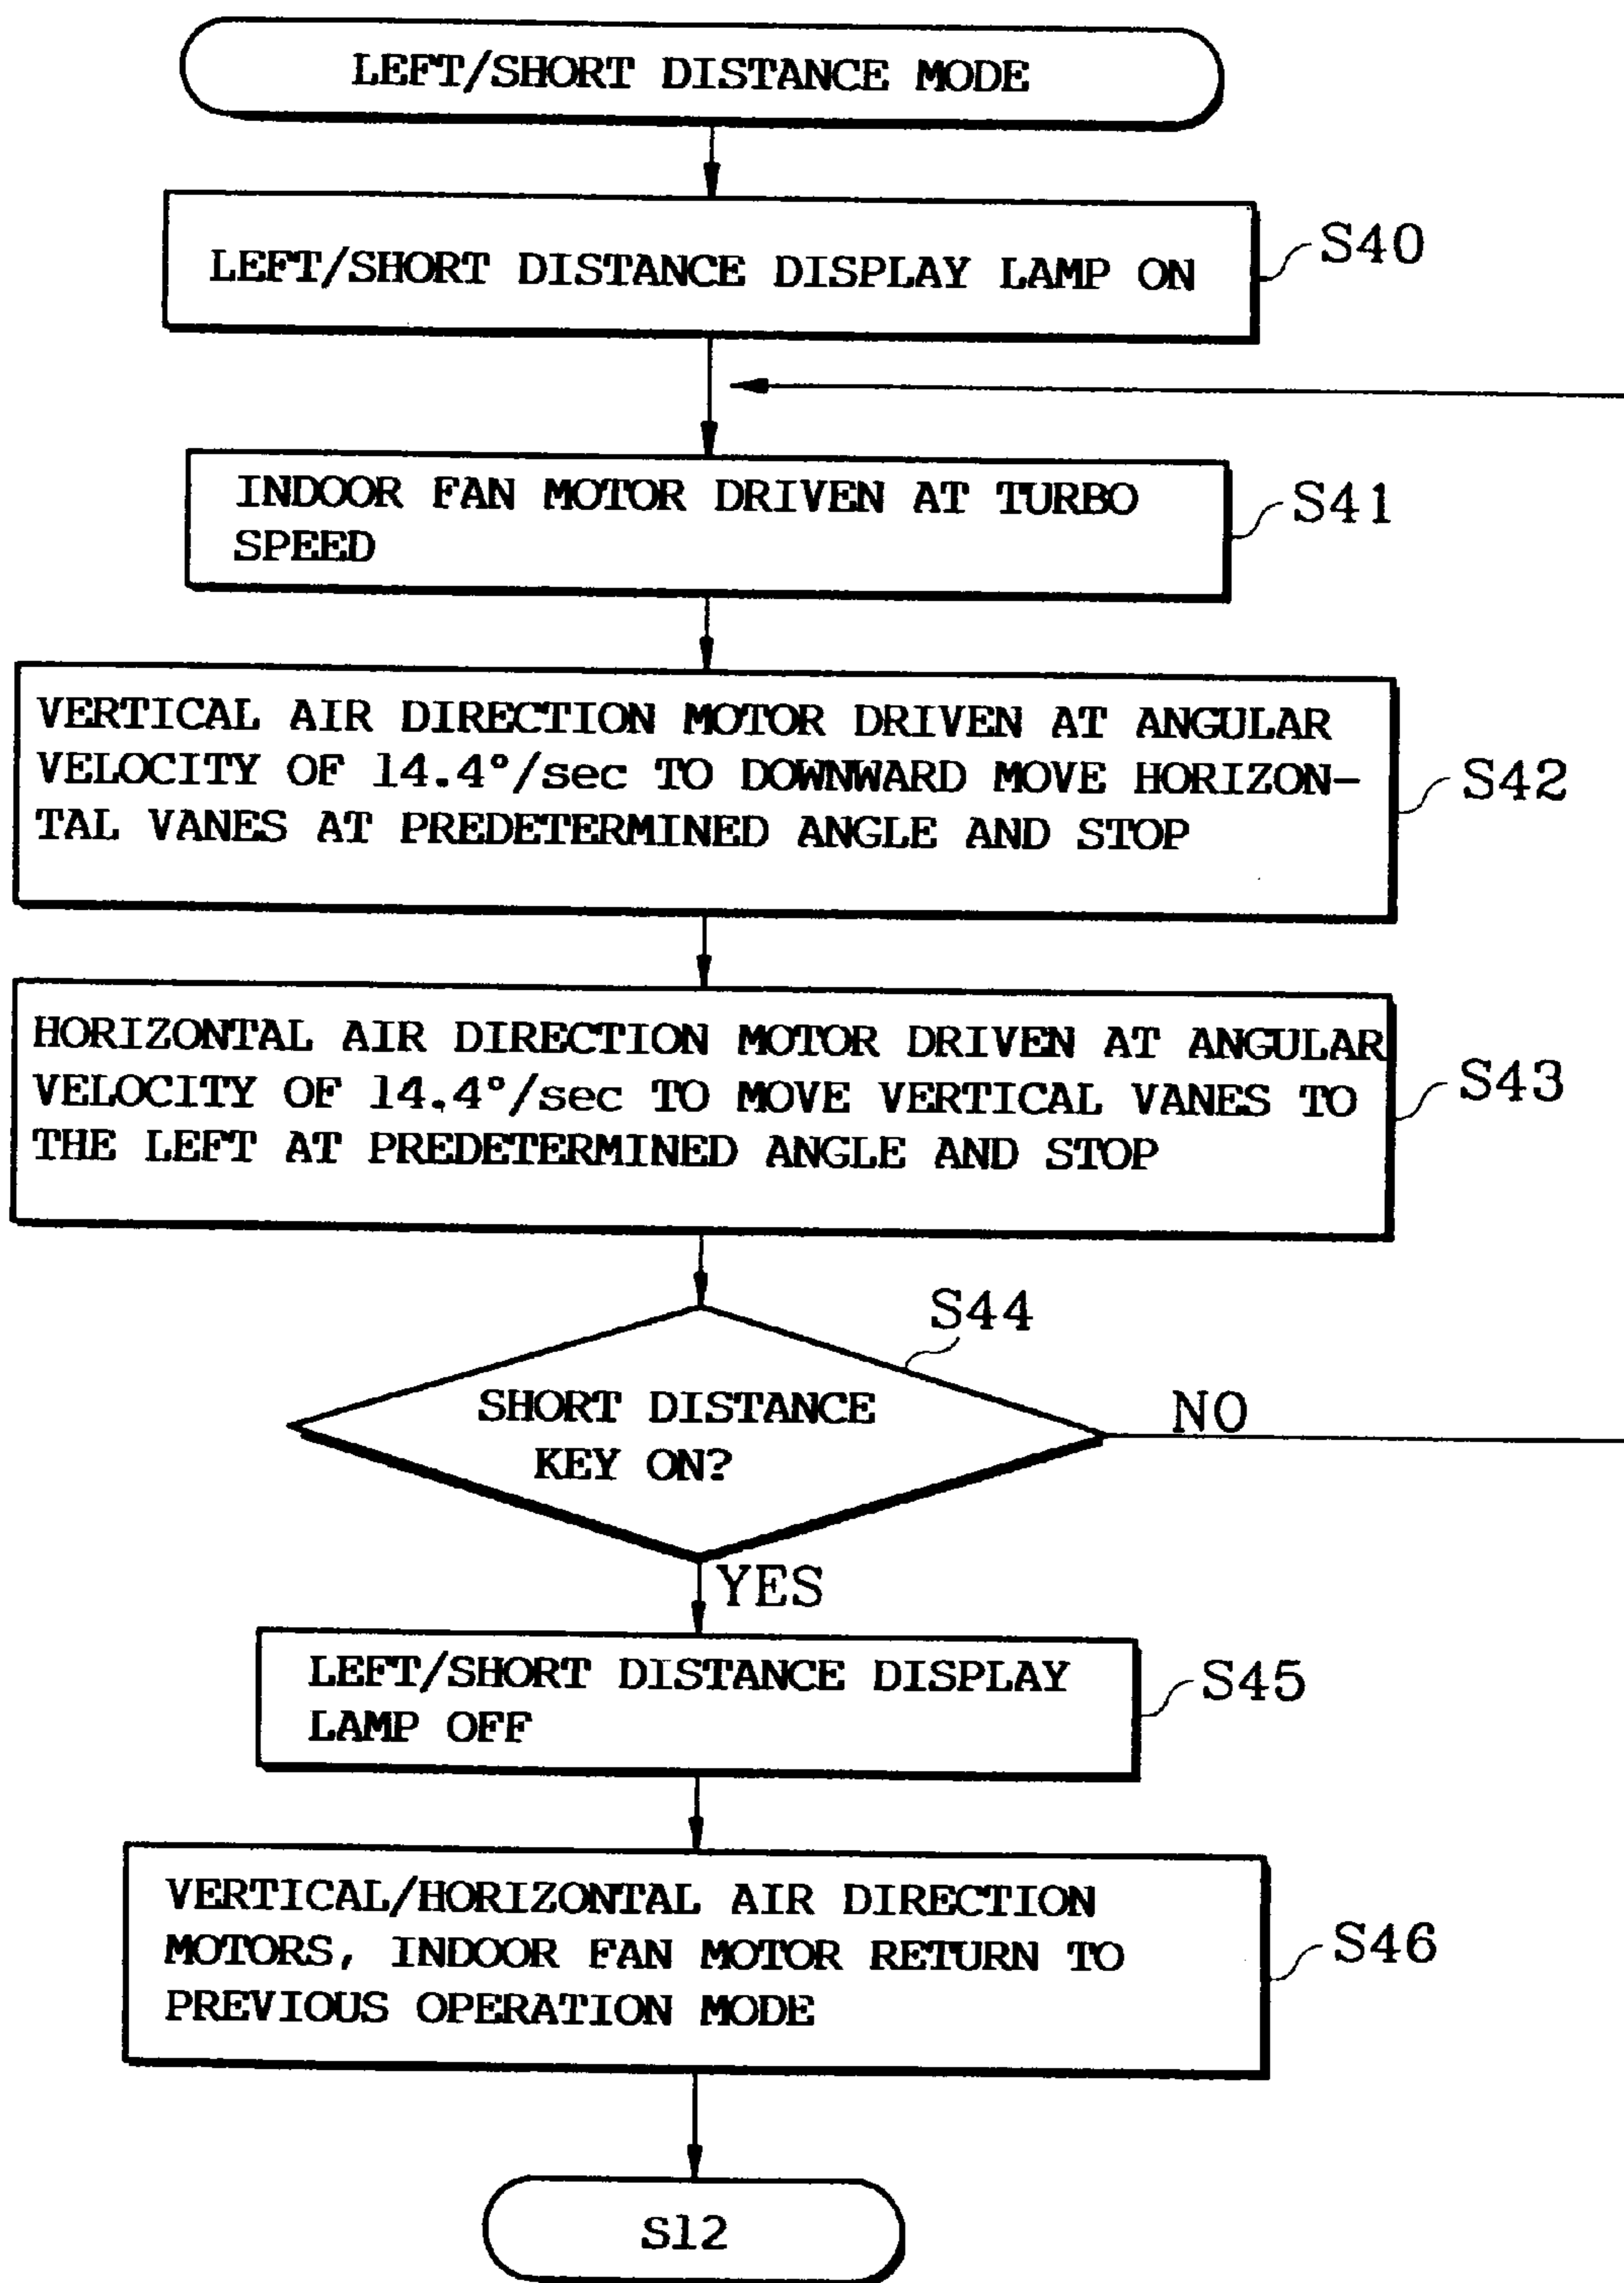 LEFT/SHORT DISTANCE MODE
LEFT/SHORT DISTANCE DISPLAY LAMP ON
S40
INDOOR FAN MOTOR DRIVEN AT TURBO
SPEED
S41
VERTICAL AIR DIRECTION MOTOR DRIVEN AT ANGULAR
VELOCITY OF 14.4°/sec TO DOWNWARD MOVE HORIZON-
TAL VANES AT PREDETERMINED ANGLE AND STOP
S42
HORIZONTAL AIR DIRECTION MOTOR DRIVEN AT ANGULAR
VELOCITY OF 14.4°/sec TO MOVE VERTICAL VANES TO
THE LEFT AT PREDETERMINED ANGLE AND STOP
S43
S44
SHORT DISTANCE
KEY ON?
NO
YES
LEFT/SHORT DISTANCE DISPLAY
LAMP OFF
S45
VERTICAL/HORIZONTAL AIR DIRECTION
MOTORS, INDOOR FAN MOTOR RETURN TO
PREVIOUS OPERATION MODE
S46
S12